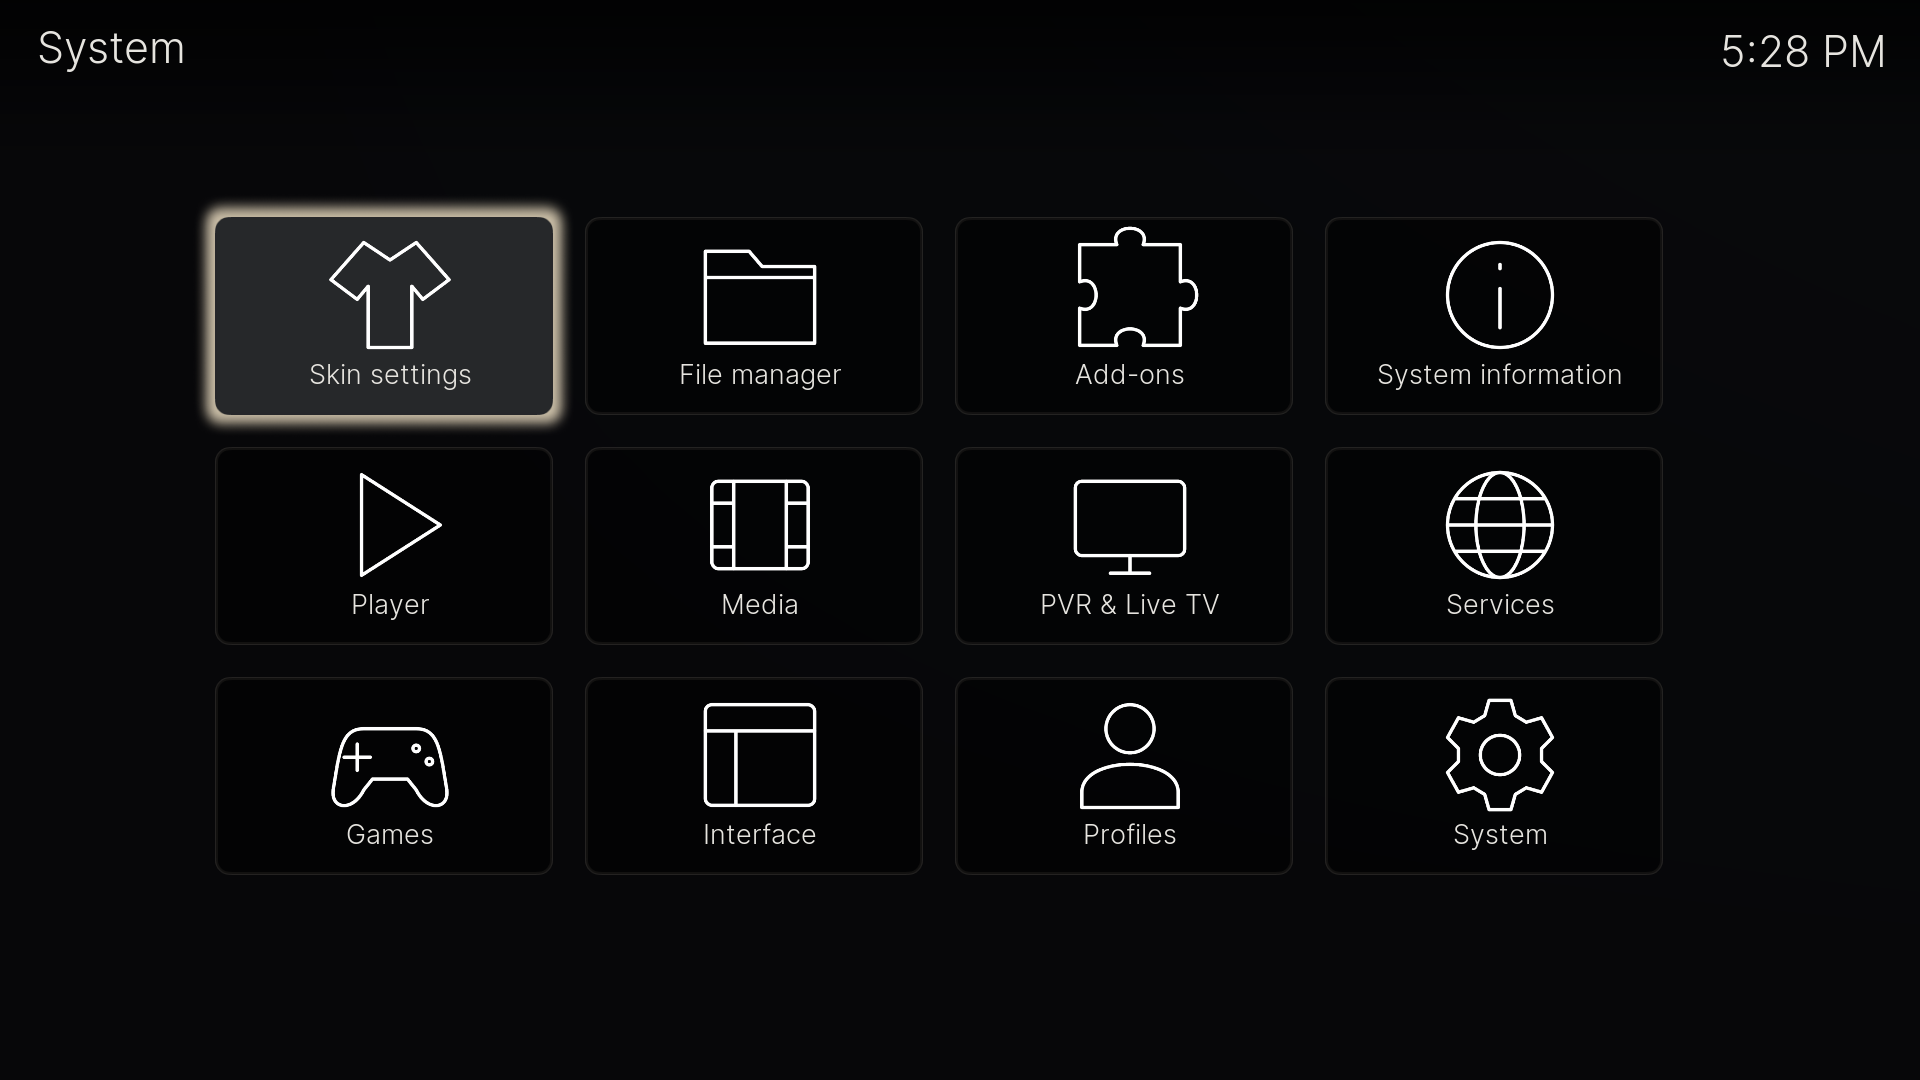 System
5:28 PM
Skin settings
File manager
Add-ons
System information
Player
Media
PVR & Live TV
Services
Games
Interface
Profiles
System